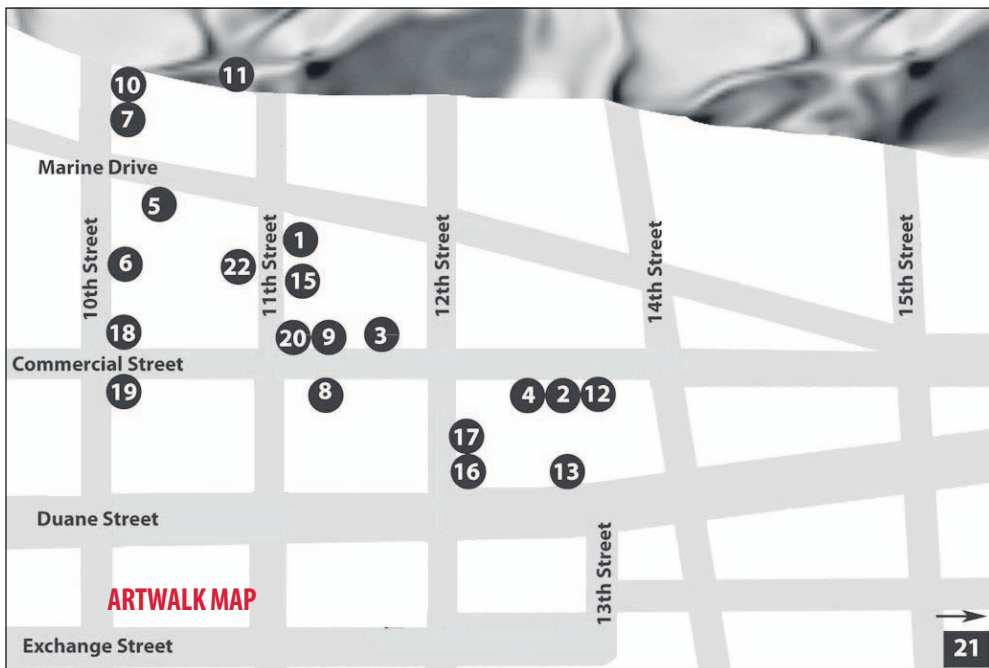 11
10
7
Marine Drive
5
1
10th Street
6
22
11th Street
15
12th Street
14th Street
15th Street
18
20
9
3
Commercial Street
19
8
4
2
12
17
16
13
Duane Street
13th Street
ARTWALK MAP
Exchange Street
21